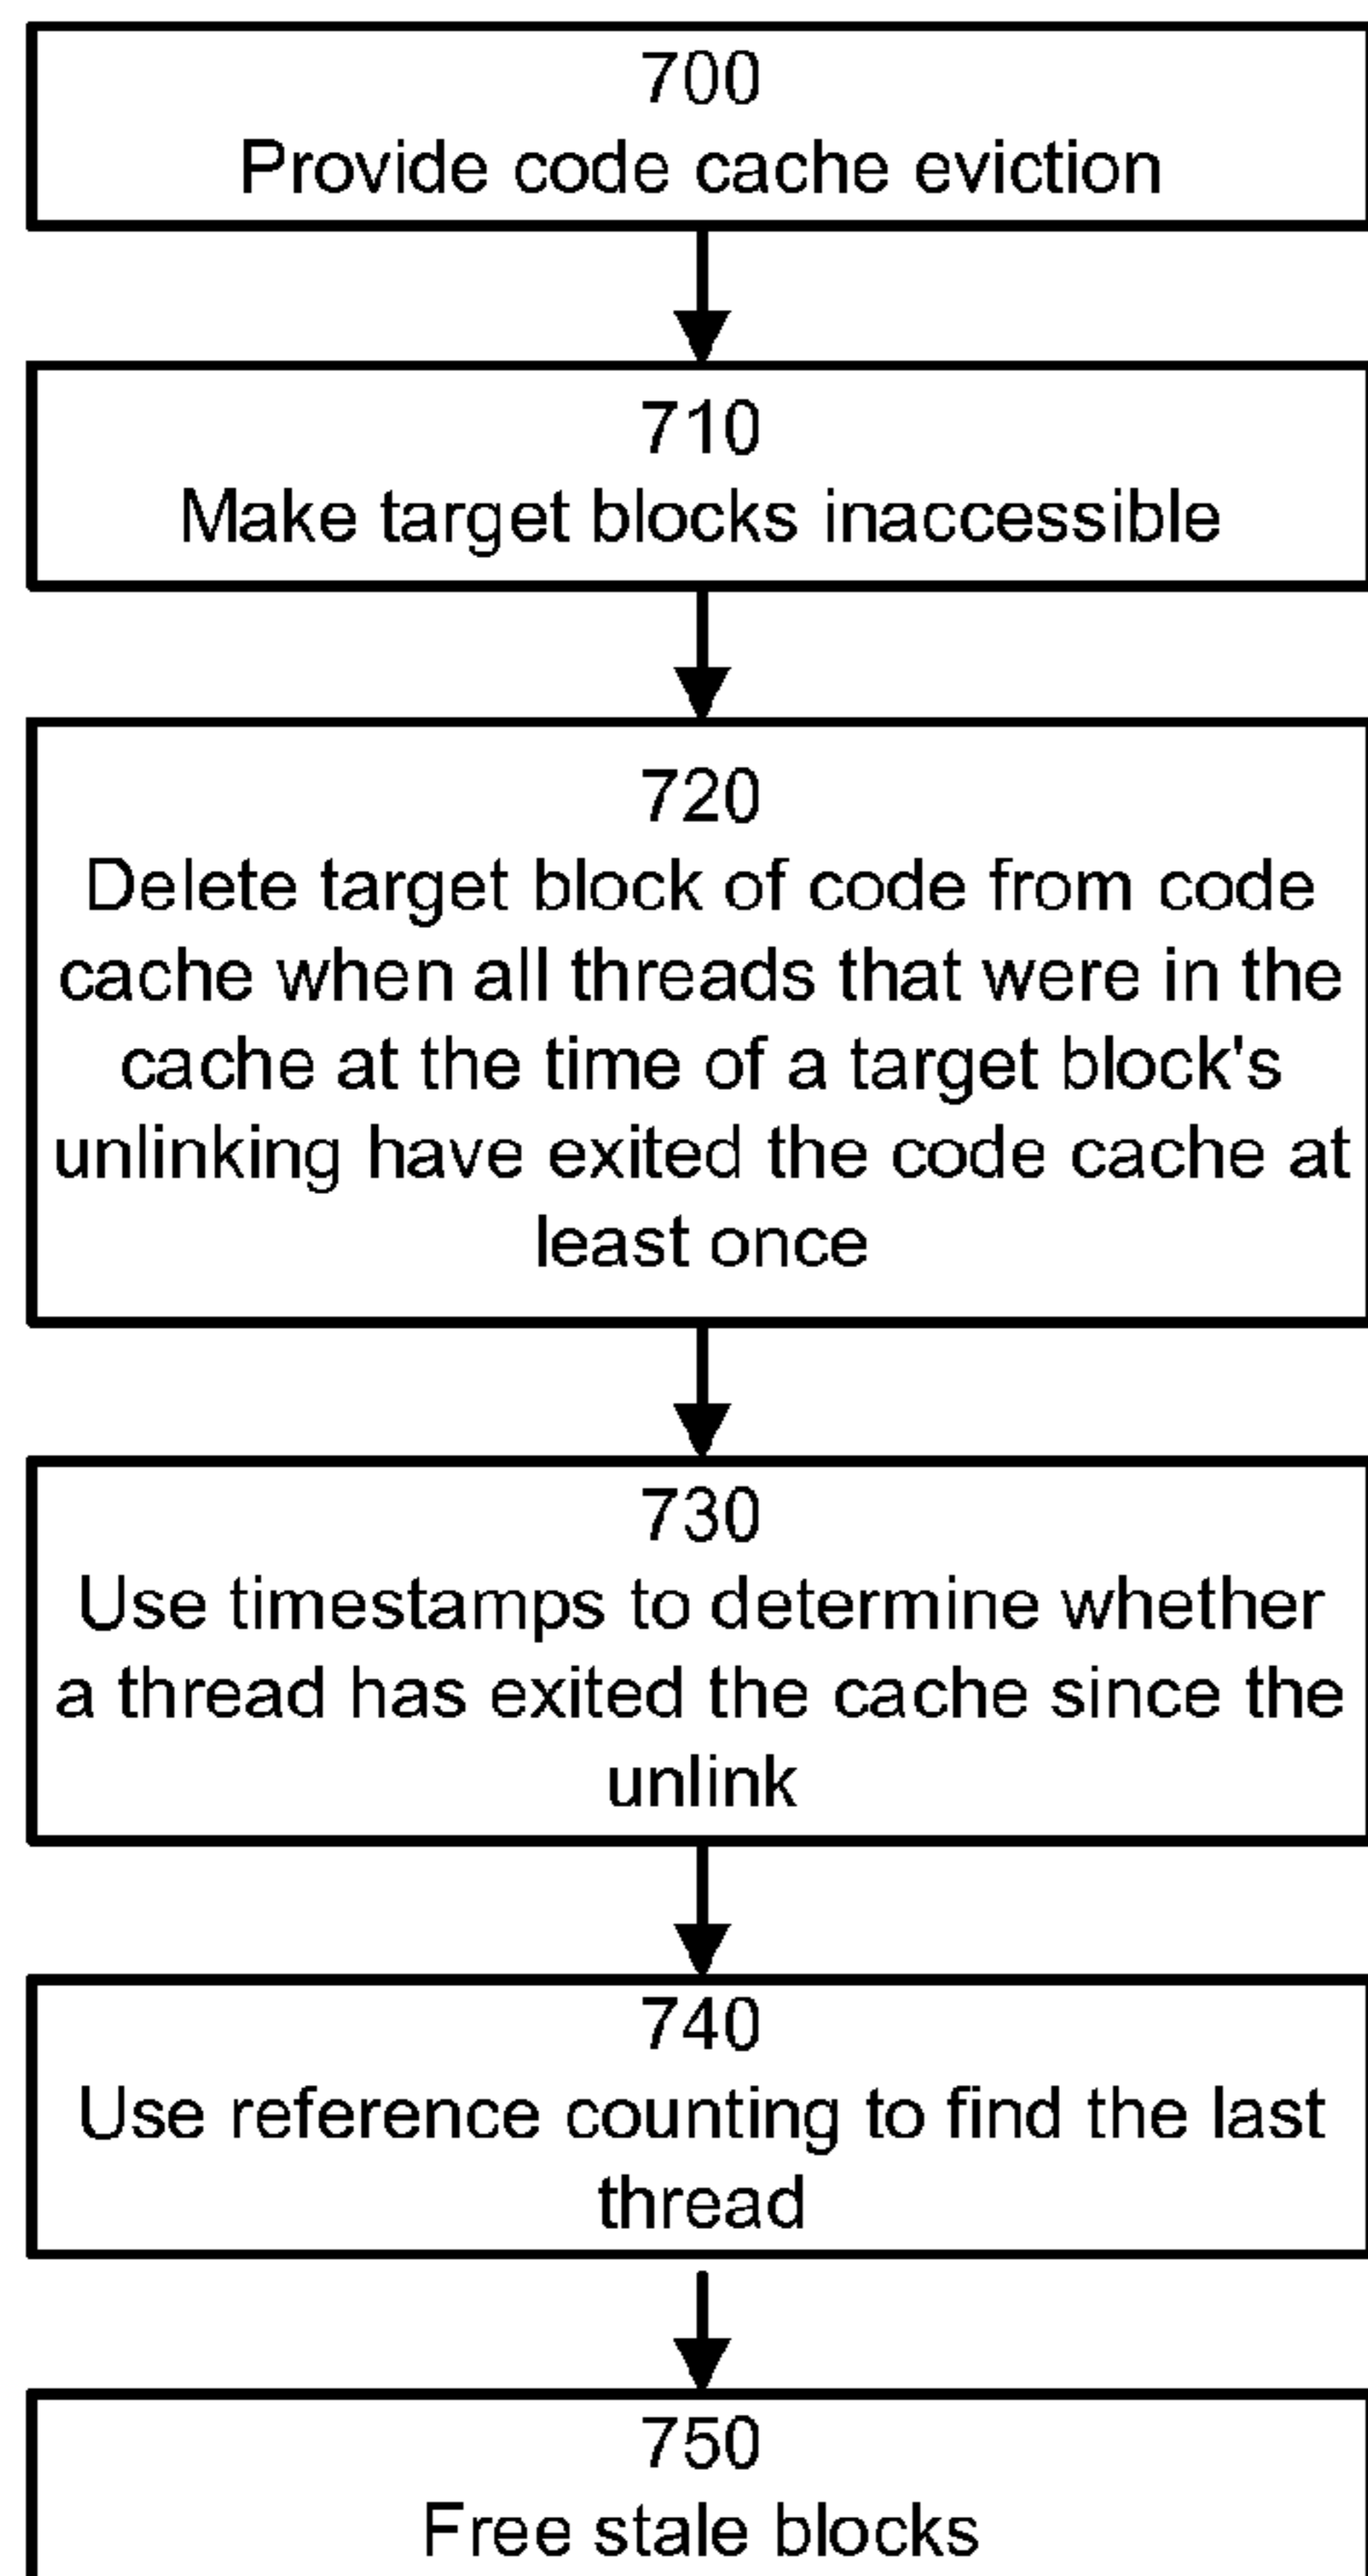 700
Provide code cache eviction
710
Make target blocks inaccessible
720
Delete target block of code from code
cache when all threads that were in the
cache at the time of a target block's
unlinking have exited the code cache at
least once
730
Use timestamps to determine whether
a thread has exited the cache since the
unlink
740
Use reference counting to find the last
thread
750
Free stale blocks